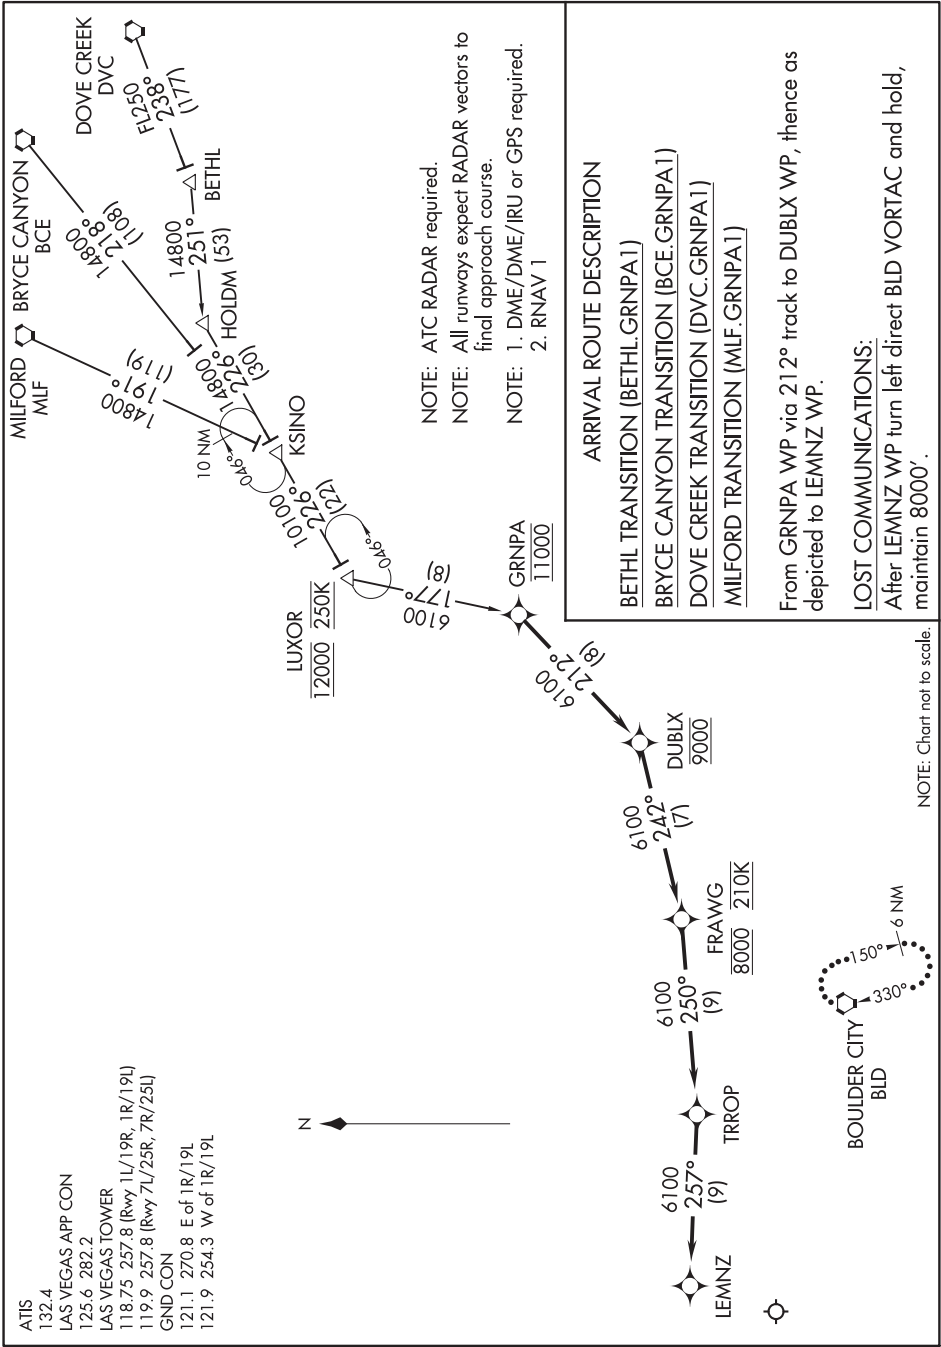 ATIS
132.4
LAS VEGAS APP CON
125.6 282.2
LAS VEGAS TOWER
118.75 257.8 (Rwy 1L/19R, 1R/19L)
119.9 257.8 (Rwy 7L/25R, 7R/25L)
GND CON
121.1 270.8 E of 1R/19L
121.9 254.3 W of 1R/19L
N
MILFORD
MLF
BRYCE CANYON
BCE
DOVE CREEK
DVC
14800
191°
(119)
14800
218°
(108)
FL250
238°
(177)
BETHL
14800
251°
(53)
HOLDM
14800
226°
(30)
10 NM
046°
KSINO
10100
226°
(22)
046°
LUXOR
12000 250K
6100
177°
(8)
GRNPA
11000
6100
212°
(8)
DUBLX
9000
6100
242°
(7)
FRAWG
8000 210K
6100
250°
(9)
TRROP
6100
257°
(9)
LEMNZ
BOULDER CITY
BLD
150°
330°
6 NM
NOTE: ATC RADAR required.
NOTE: All runways expect RADAR vectors to
final approach course.
NOTE: 1. DME/DME/IRU or GPS required.
2. RNAV 1
ARRIVAL ROUTE DESCRIPTION
BETHL TRANSITION (BETHL.GRNPA1)
BRYCE CANYON TRANSITION (BCE.GRNPA1)
DOVE CREEK TRANSITION (DVC.GRNPA1)
MILFORD TRANSITION (MLF.GRNPA1)
From GRNPA WP via 212° track to DUBLX WP, thence as
depicted to LEMNZ WP.
LOST COMMUNICATIONS:
After LEMNZ WP turn left direct BLD VORTAC and hold,
maintain 8000'.
NOTE: Chart not to scale.